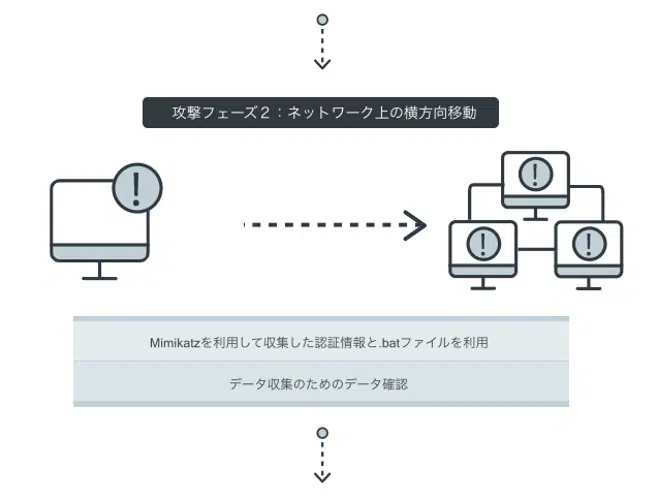 攻撃フェーズ2：ネットワーク上の横方向移動
Mimikatzを利用して収集した認証情報と.batファイルを利用
データ収集のためのデータ確認